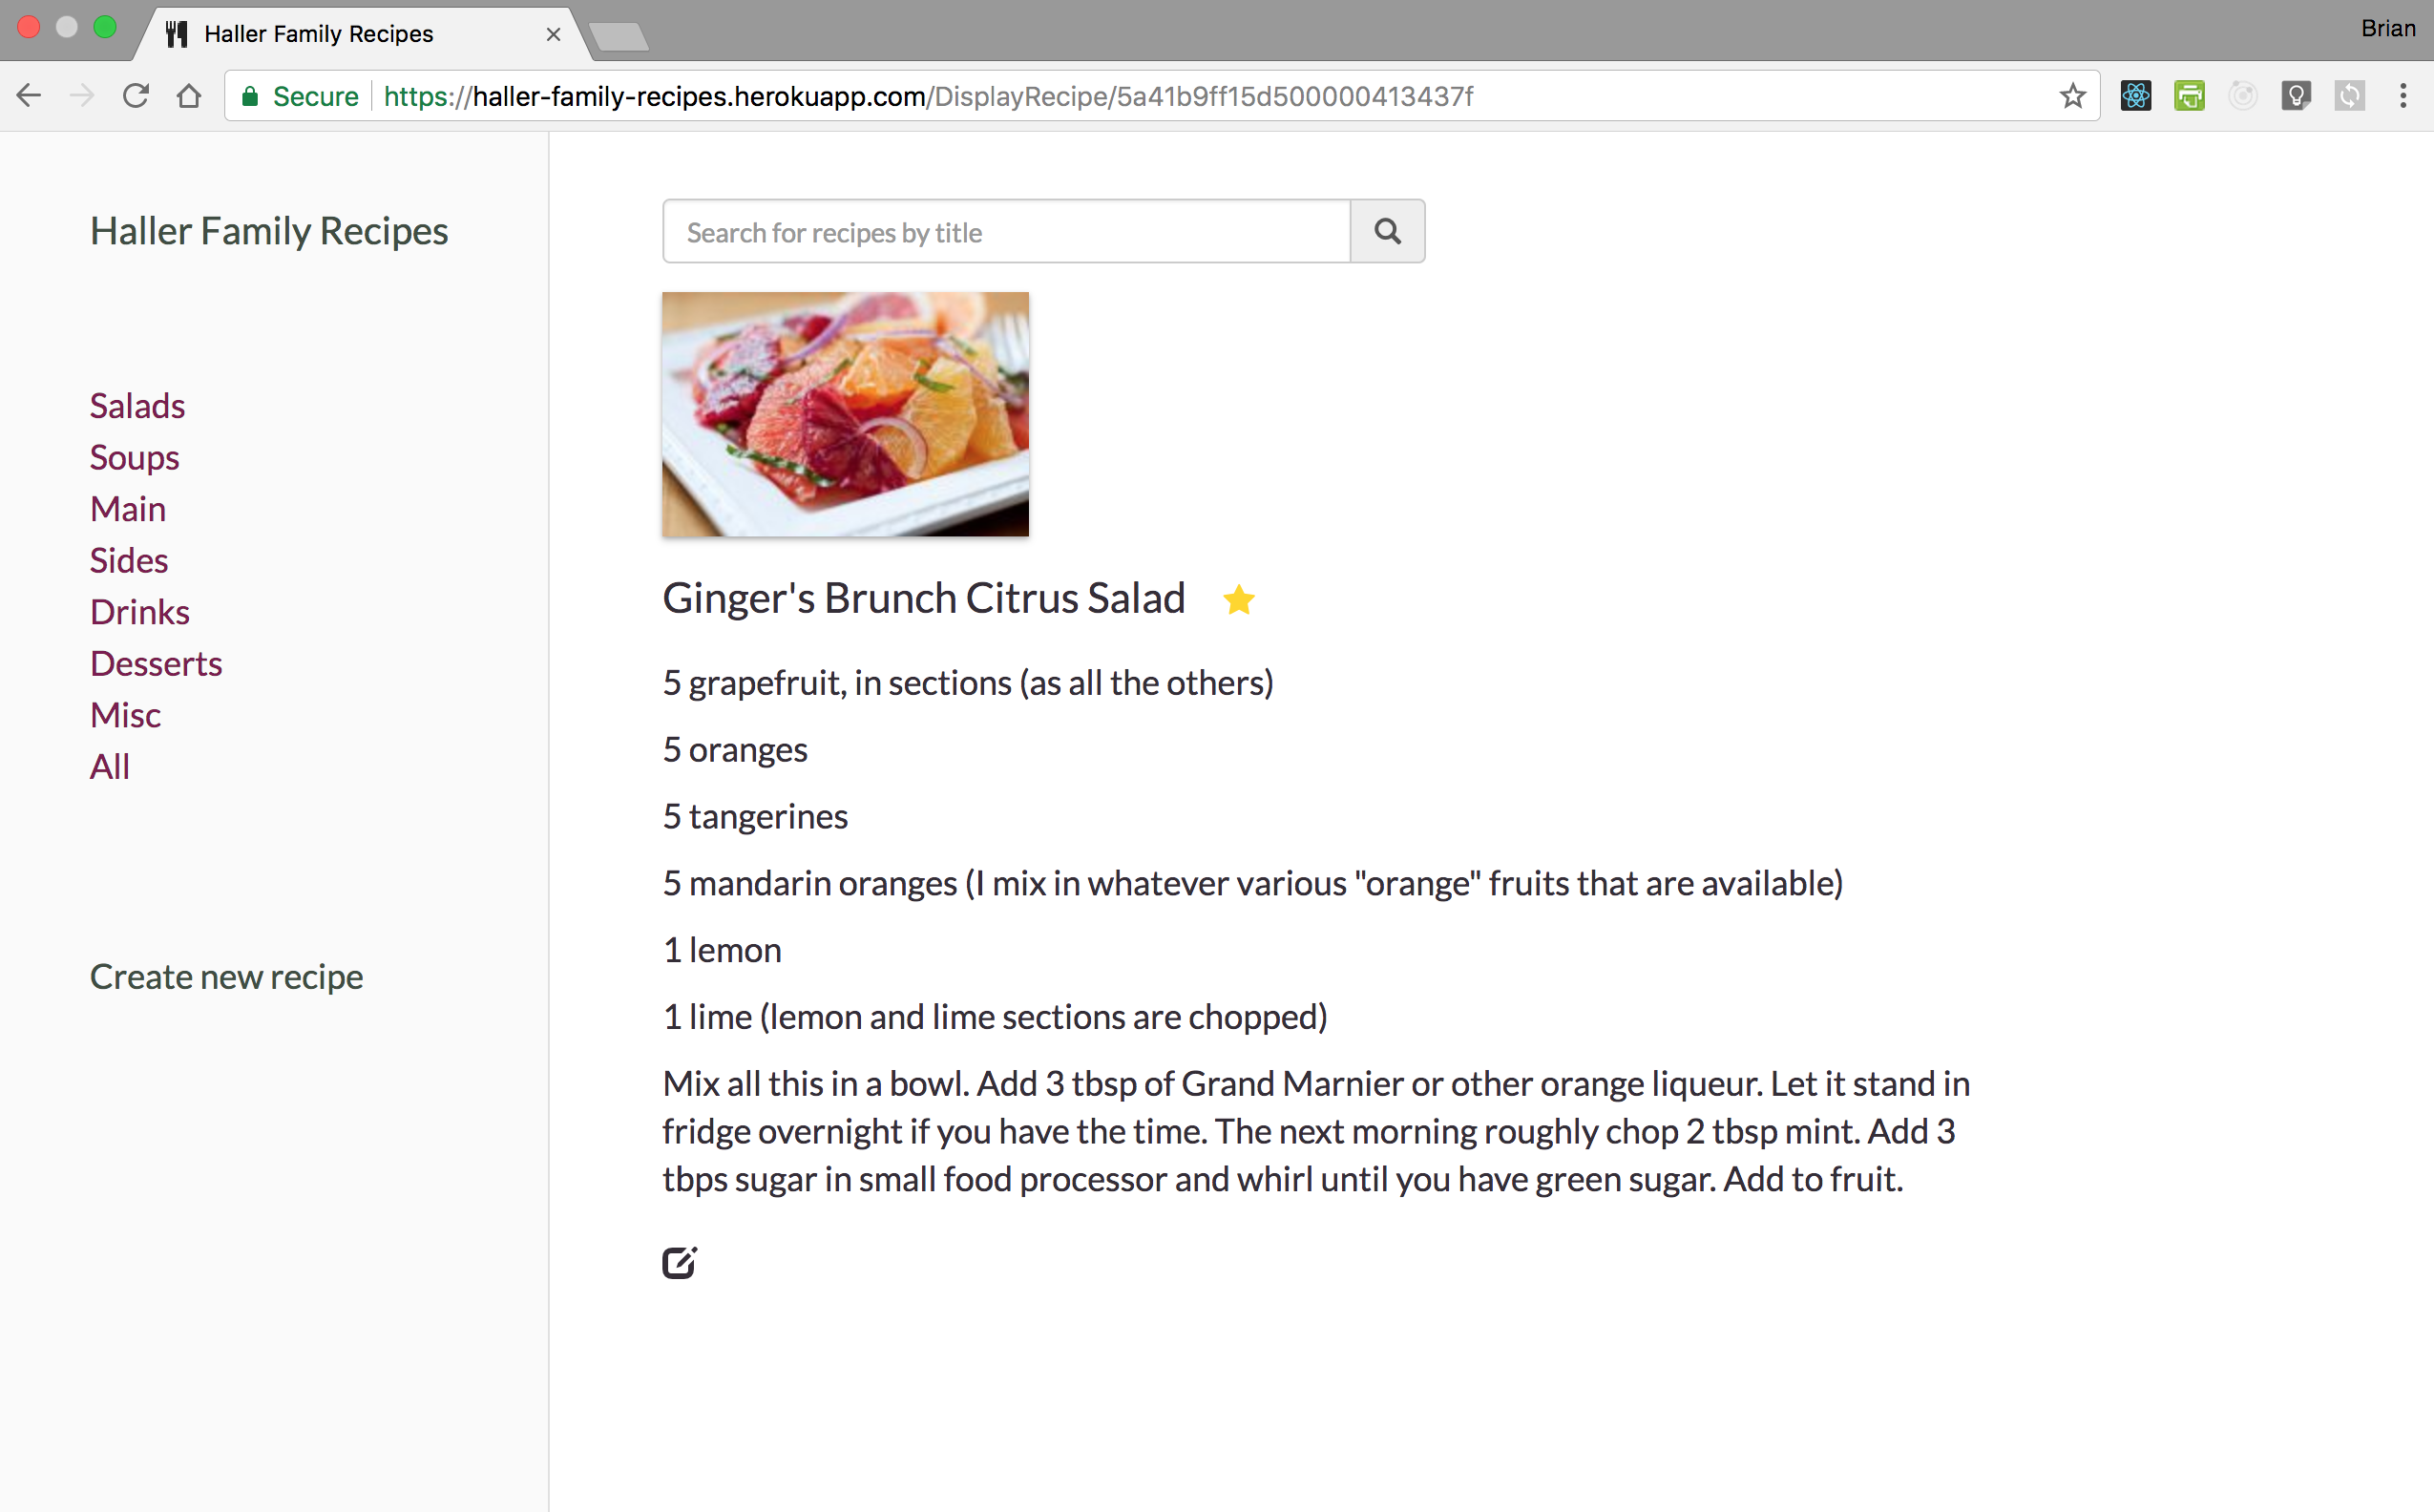 Haller Family Recipes
Brian
Secure
https://haller-family-recipes.herokuapp.com/DisplayRecipe/5a41b9ff15d500000413437f
Haller Family Recipes
Salads
Soups
Main
Sides
Drinks
Desserts
Misc
All
Create new recipe
Search for recipes by title
Ginger's Brunch Citrus Salad
5 grapefruit, in sections (as all the others)
5 oranges
5 tangerines
5 mandarin oranges (I mix in whatever various "orange" fruits that are available)
1 lemon
1 lime (lemon and lime sections are chopped)
Mix all this in a bowl. Add 3 tbsp of Grand Marnier or other orange liqueur. Let it stand in
fridge overnight if you have the time. The next morning roughly chop 2 tbsp mint. Add 3
tbps sugar in small food processor and whirl until you have green sugar. Add to fruit.